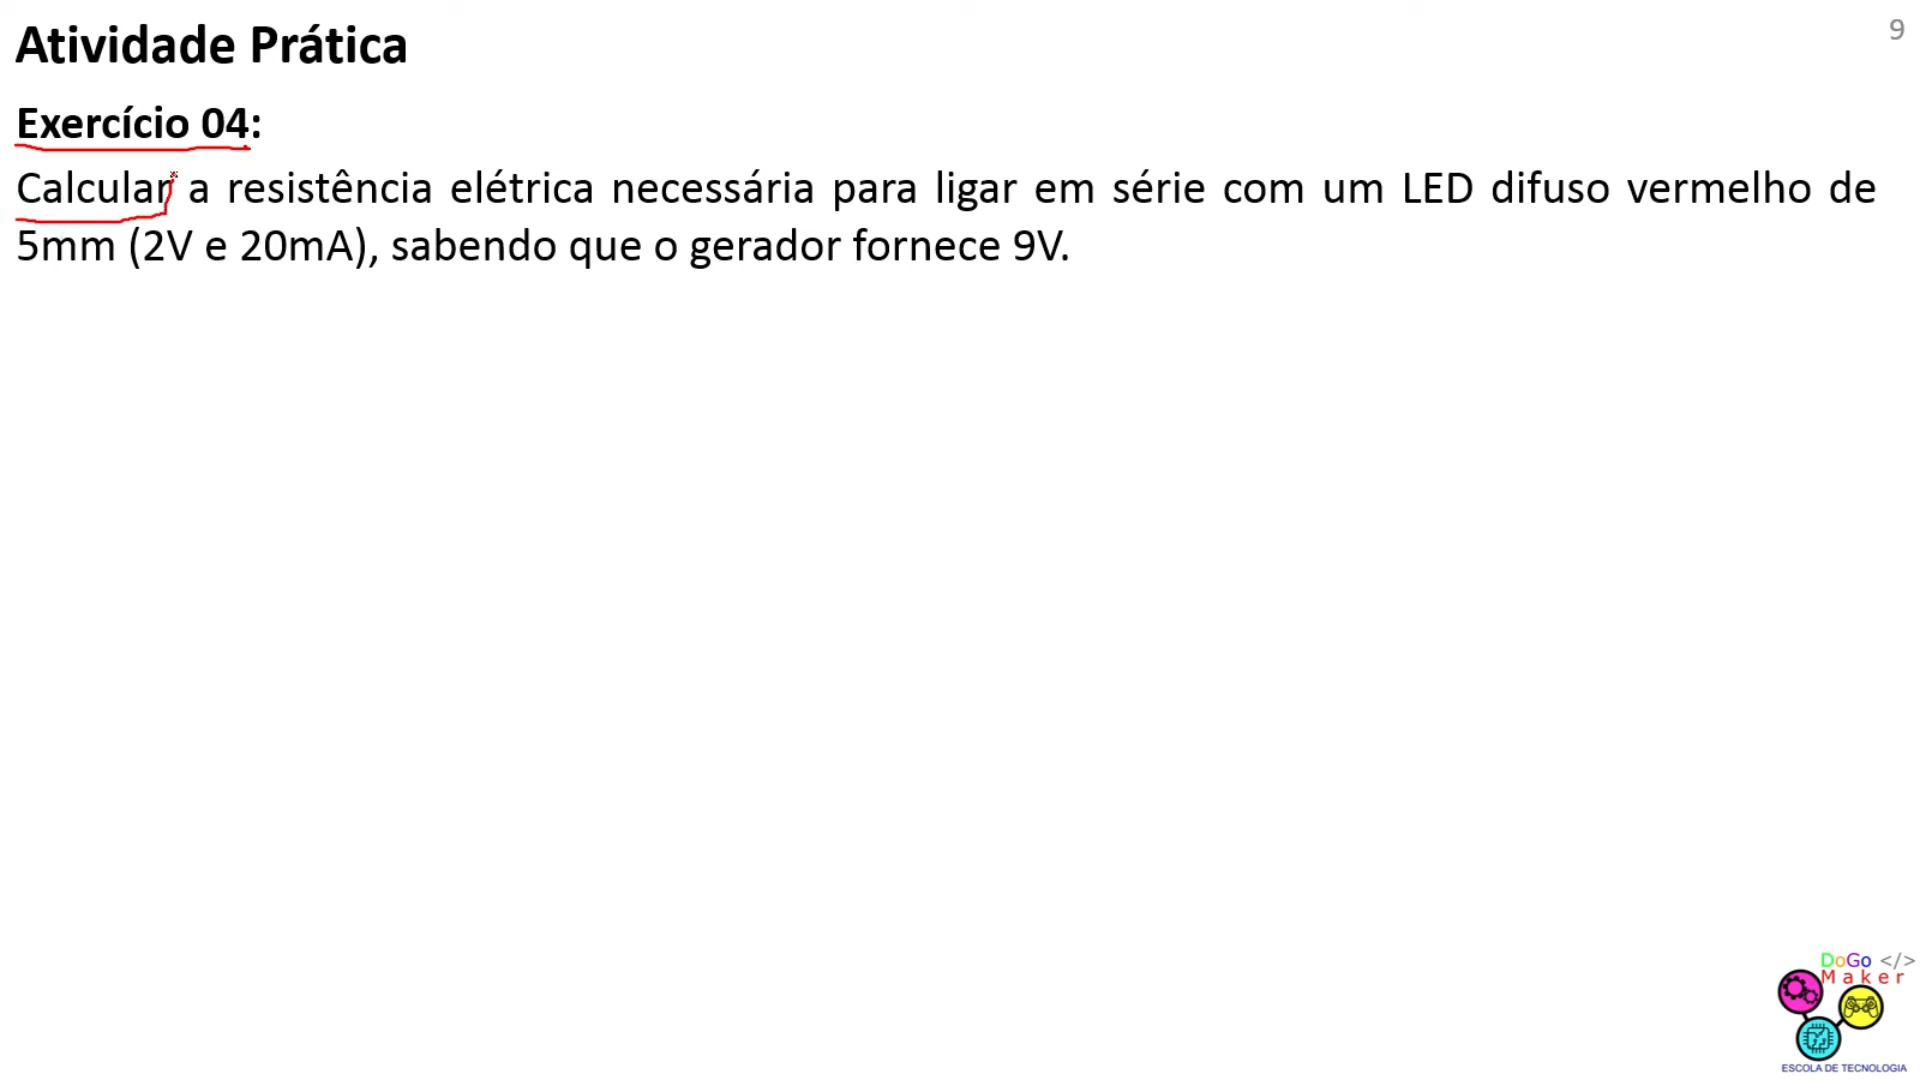 9
Atividade Prática
Exercício 04:
Calcular a resistência elétrica necessária para ligar em série com um LED difuso vermelho de
5mm (2V e 20mA), sabendo que o gerador fornece 9V.
DoGo </>
Maker
ESCOLA DE TECNOLOGIA